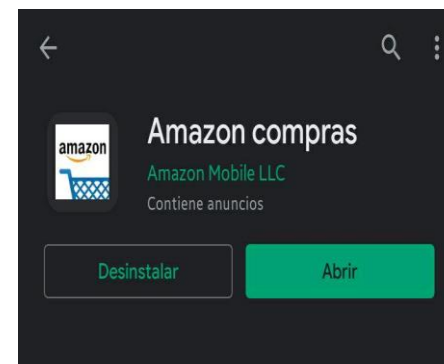 Amazon compras
amazon
Amazon Mobile LLC
Contiene anuncios
Desinstalar
Abrir